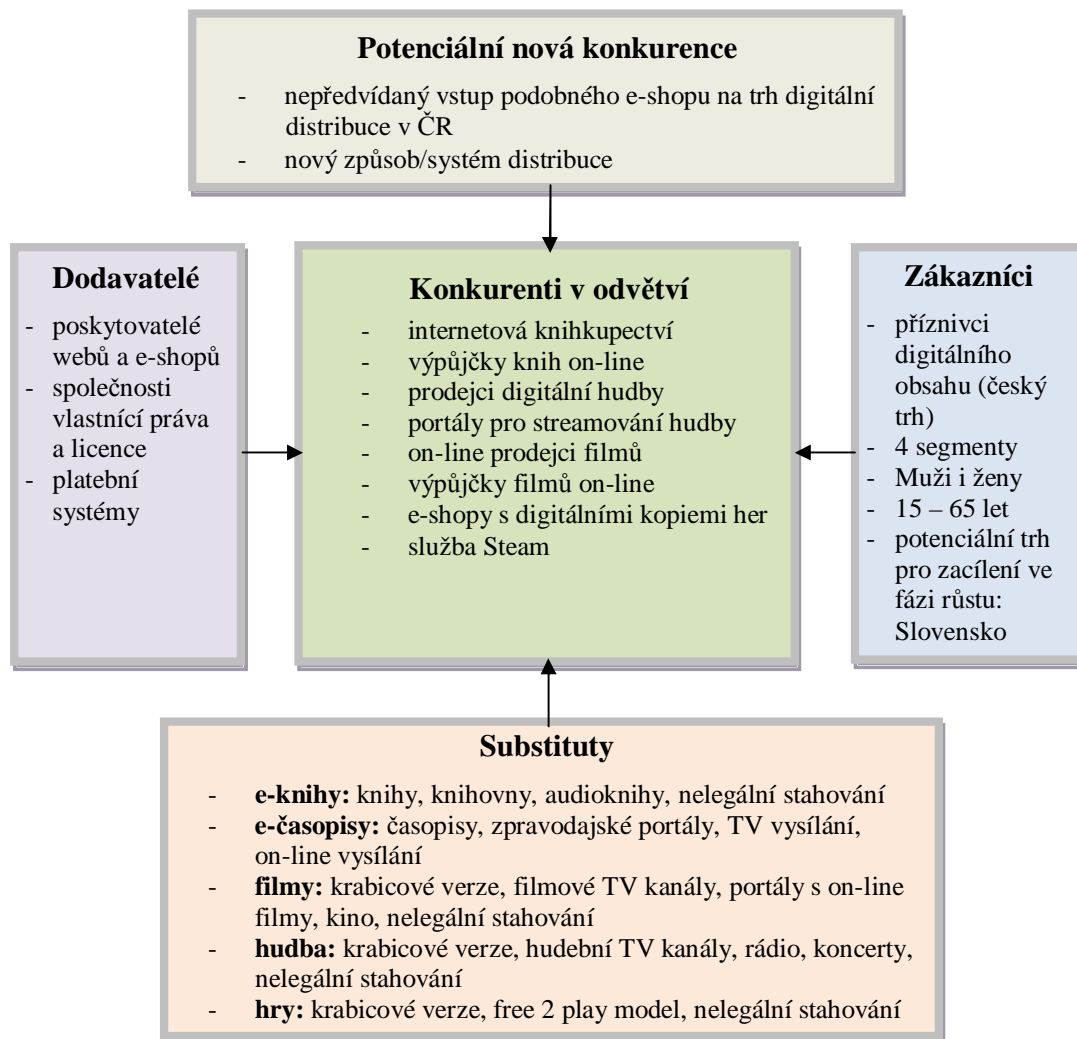 Potenciální nová konkurence
- nepředvídaný vstup podobného e-shopu na trh digitální
distribuce v ČR
- nový způsob/systém distribuce
Dodavatelé
- poskytovatelé
webů a e-shopů
- společnosti
vlastnící práva
a licence
- platební
systémy
Konkurenti v odvětví
- internetová knihkupectví
- výpůjčky knih on-line
- prodejci digitální hudby
- portály pro streamování hudby
- on-line prodejci filmů
- výpůjčky filmů on-line
- e-shopy s digitálními kopiemi her
- služba Steam
Zákazníci
- příznivci
digitálního
obsahu (český
trh)
- 4 segmenty
- Muži i ženy
- 15 – 65 let
- potenciální trh
pro zacílení ve
fázi růstu:
Slovensko
Substituty
- e-knihy: knihy, knihovny, audioknihy, nelegální stahování
- e-časopisy: časopisy, zpravodajské portály, TV vysílání,
on-line vysílání
- filmy: krabicové verze, filmové TV kanály, portály s on-line
filmy, kino, nelegální stahování
- hudba: krabicové verze, hudební TV kanály, rádio, koncerty,
nelegální stahování
- hry: krabicové verze, free 2 play model, nelegální stahování